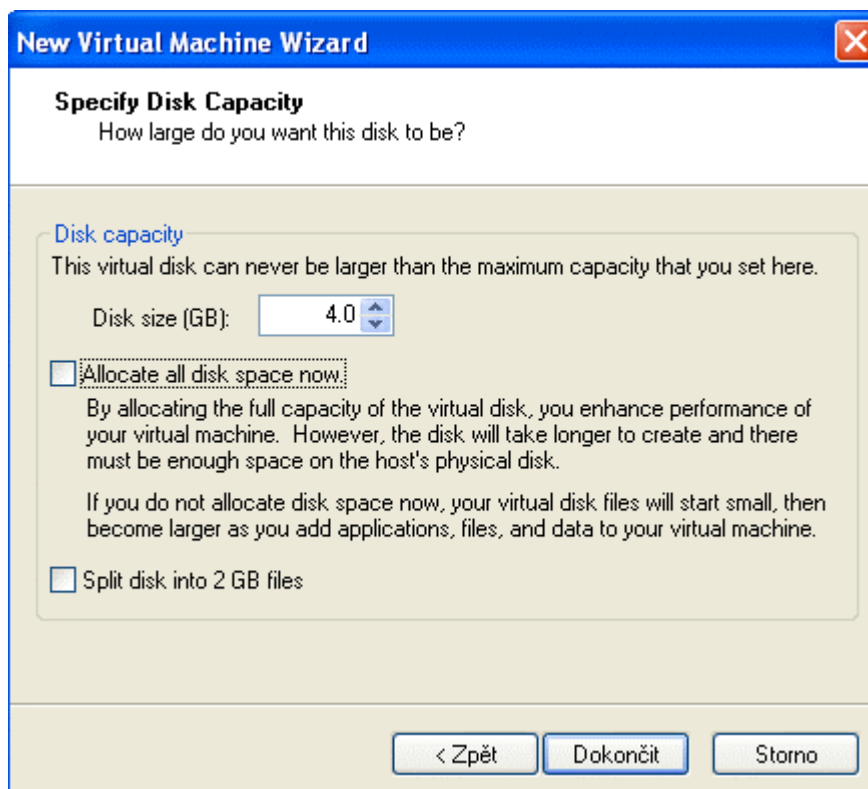 New Virtual Machine Wizard
Specify Disk Capacity
How large do you want this disk to be?
Disk capacity
This virtual disk can never be larger than the maximum capacity that you set here.
Disk size (GB): 4.0
Allocate all disk space now.
By allocating the full capacity of the virtual disk, you enhance performance of
your virtual machine. However, the disk will take longer to create and there
must be enough space on the host's physical disk.
If you do not allocate disk space now, your virtual disk files will start small, then
become larger as you add applications, files, and data to your virtual machine.
Split disk into 2 GB files
< Zpět Dokončit Storno